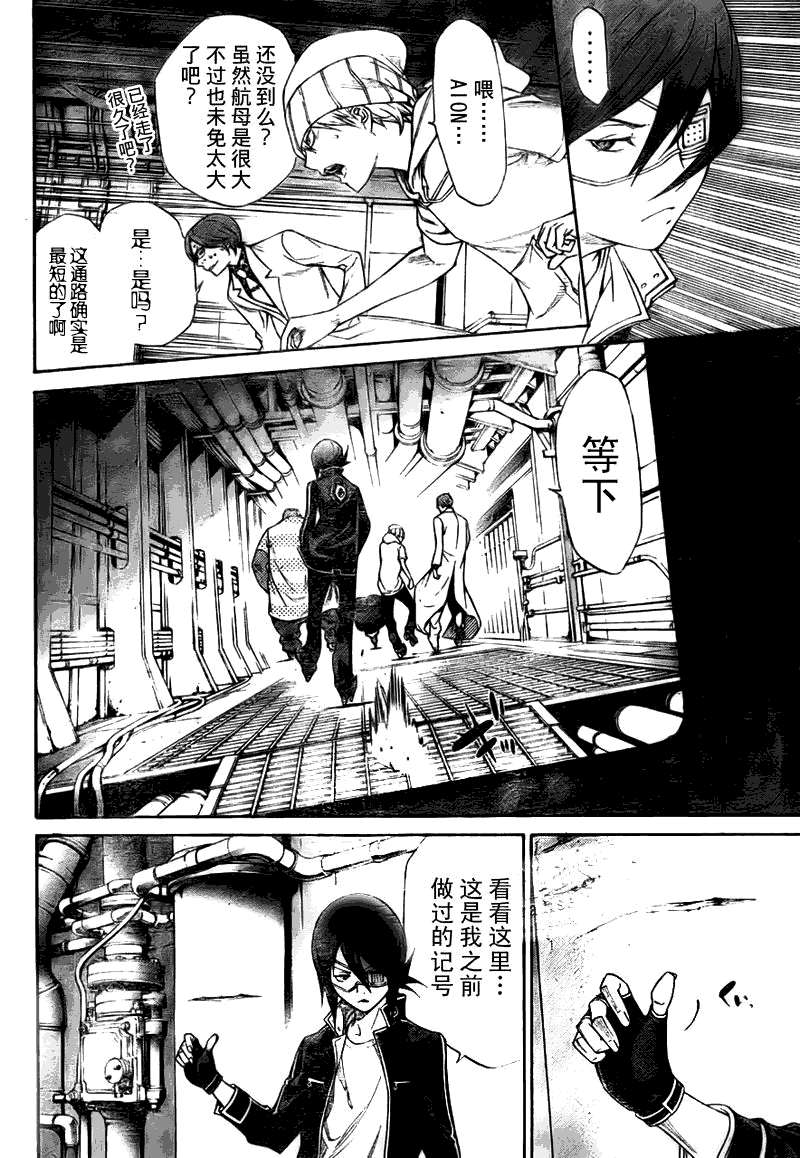 ……
喂……
AION…
还没到么？
虽然航母是很大
不过也未免太大
了吧？
已经走了
很久了吧？
是…是吗？
这通路确实是
最短的了啊
等下
看看这里…
这是我之前
做过的记号